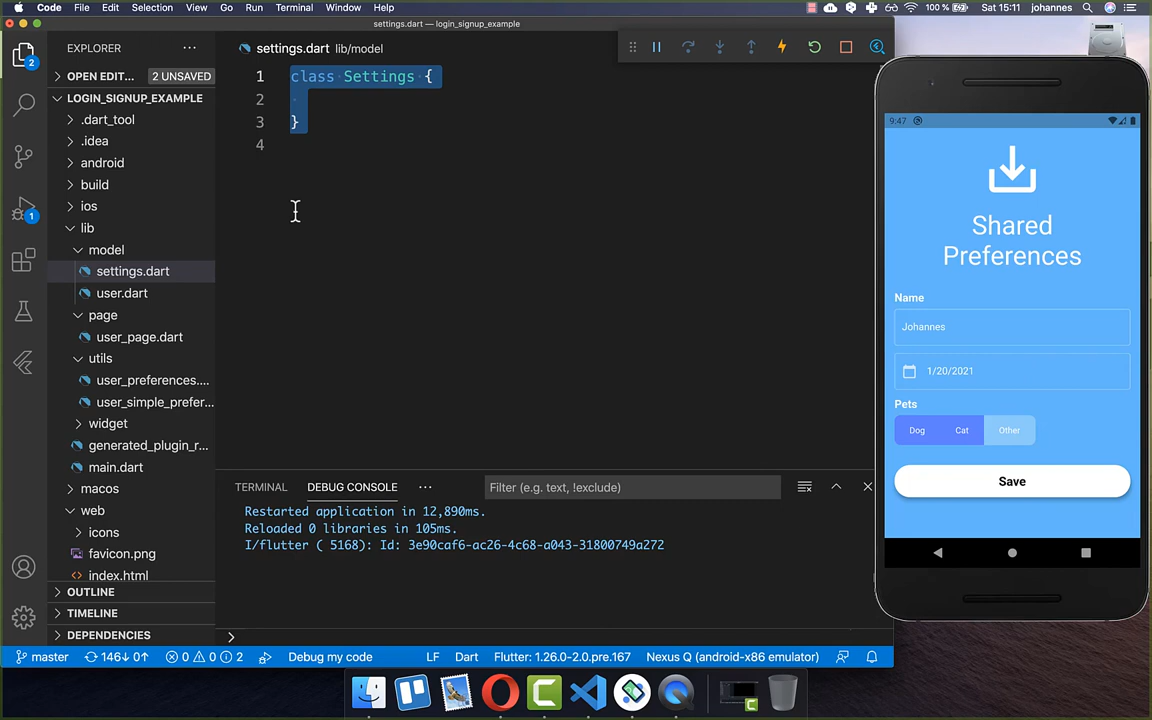 Code File Edit Selection View Go Run Terminal Window Help 100 % Sat 15:11 johannes
settings.dart — login_signup_example
EXPLORER
OPEN EDIT... 2 UNSAVED
LOGIN_SIGNUP_EXAMPLE
.dart_tool
.idea
android
build
ios
lib
model
settings.dart
user.dart
page
user_page.dart
utils
user_preferences....
user_simple_prefer...
widget
generated_plugin_r...
main.dart
macos
web
icons
favicon.png
index.html
OUTLINE
TIMELINE
DEPENDENCIES
2
1
settings.dart lib/model
1 class Settings {
2
3 }
4
TERMINAL DEBUG CONSOLE ... Filter (e.g. text, !exclude)
Restarted application in 12,890ms.
Reloaded 0 libraries in 105ms.
I/flutter ( 5168): Id: 3e90caf6-ac26-4c68-a043-31800749a272
master 146↓ 0↑ 0 0 2 Debug my code LF Dart Flutter: 1.26.0-2.0.pre.167 Nexus Q (android-x86 emulator)
9:47
Shared
Preferences
Name
Johannes
1/20/2021
Pets
Dog Cat Other
Save